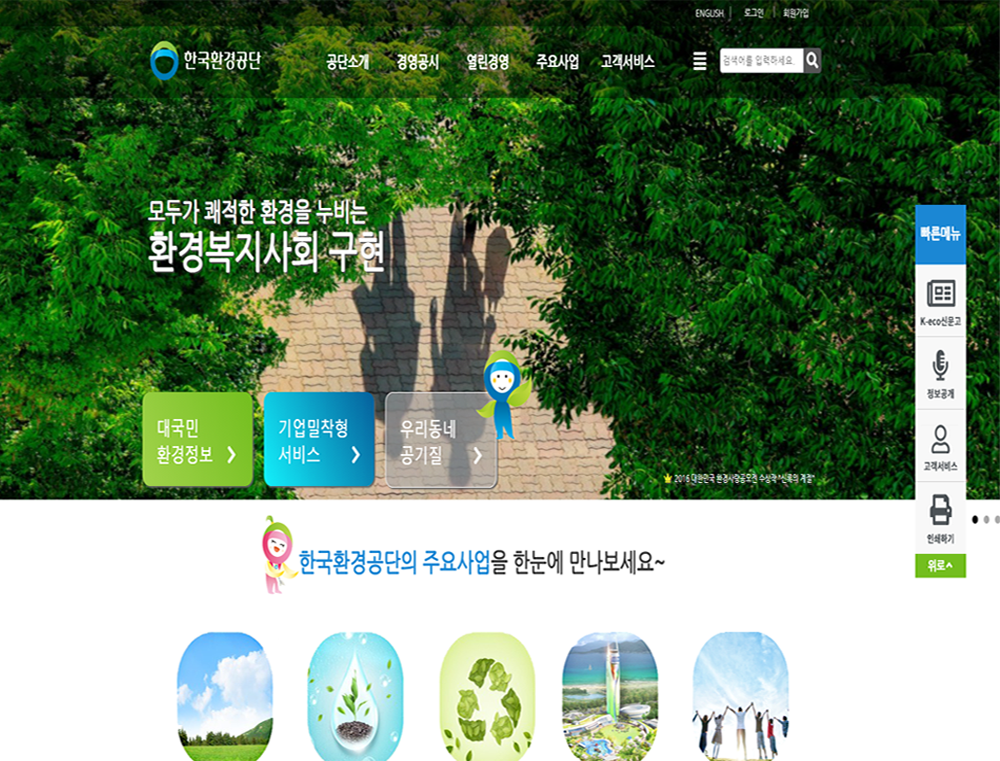 ENGLISH
로그인
회원가입
한국환경공단
공단소개
경영공시
열린경영
주요사업
고객서비스
검색어를 입력하세요.
모두가 쾌적한 환경을 누비는
환경복지사회 구현
빠른메뉴
K-eco신문고
정보공개
고객서비스
인쇄하기
위로^
대국민
환경정보
기업밀착형
서비스
우리동네
공기질
2016 대한민국 환경사랑공모전 수상작 "신록의 계절"
한국환경공단의 주요사업을 한눈에 만나보세요~